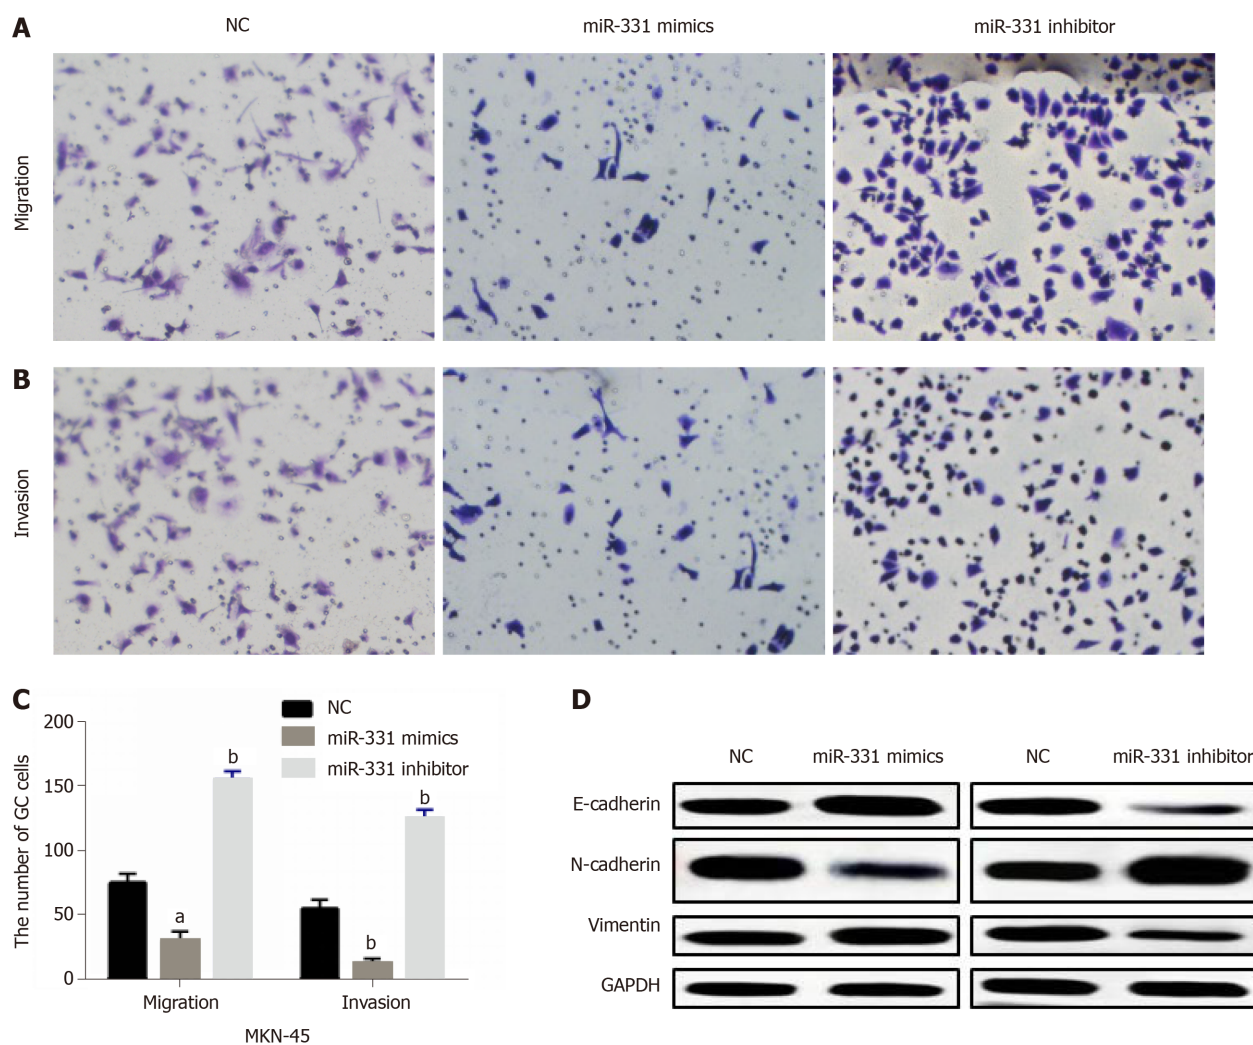 A
NC
miR-331 mimics
miR-331 inhibitor
Migration
B
Invasion
C
NC
miR-331 mimics
miR-331 inhibitor
The number of GC cells
200
150
100
50
0
a
b
b
b
Migration
Invasion
MKN-45
D
NC
miR-331 mimics
NC
miR-331 inhibitor
E-cadherin
N-cadherin
Vimentin
GAPDH